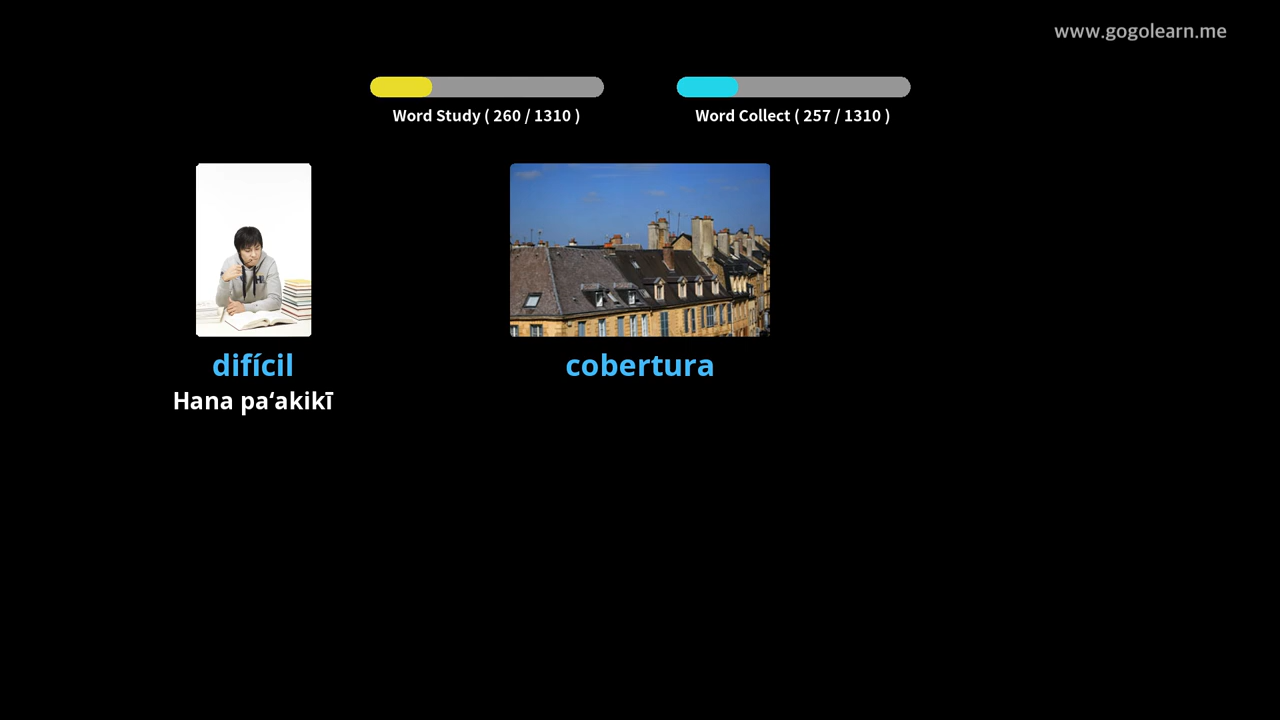 www.gogolearn.me
Word Study ( 260 / 1310 )
Word Collect ( 257 / 1310 )
difícil
Hana paʻakikī
cobertura